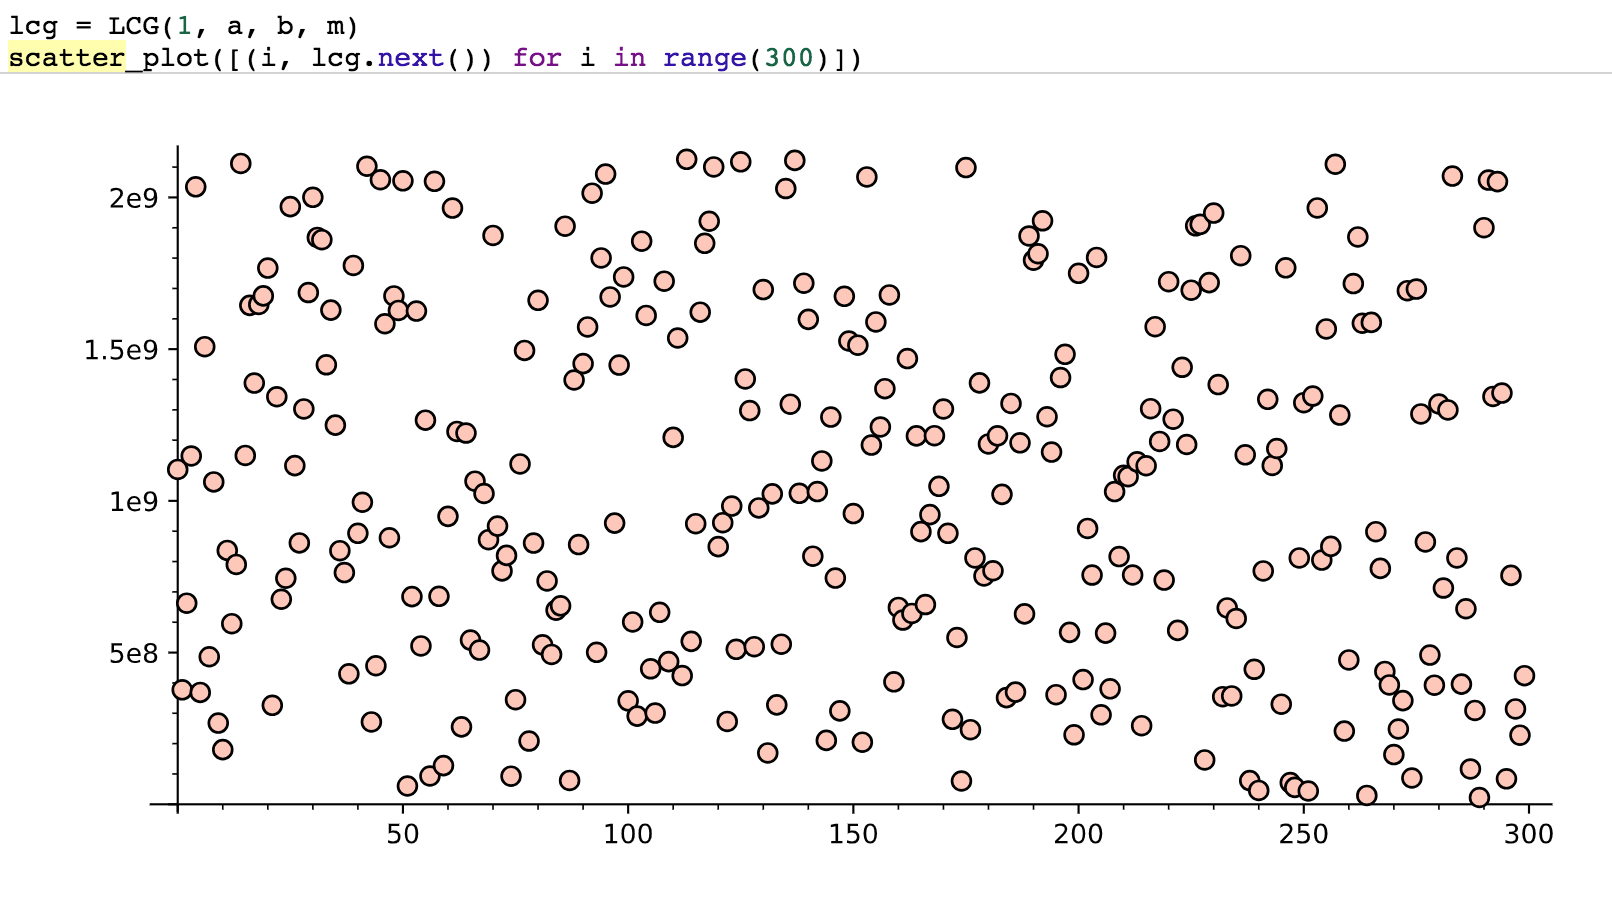 lcg = LCG(1, a, b, m)
scatter_plot([(i, lcg.next()) for i in range(300)])
2e9
1.5e9
1e9
5e8
50 100 150 200 250 300